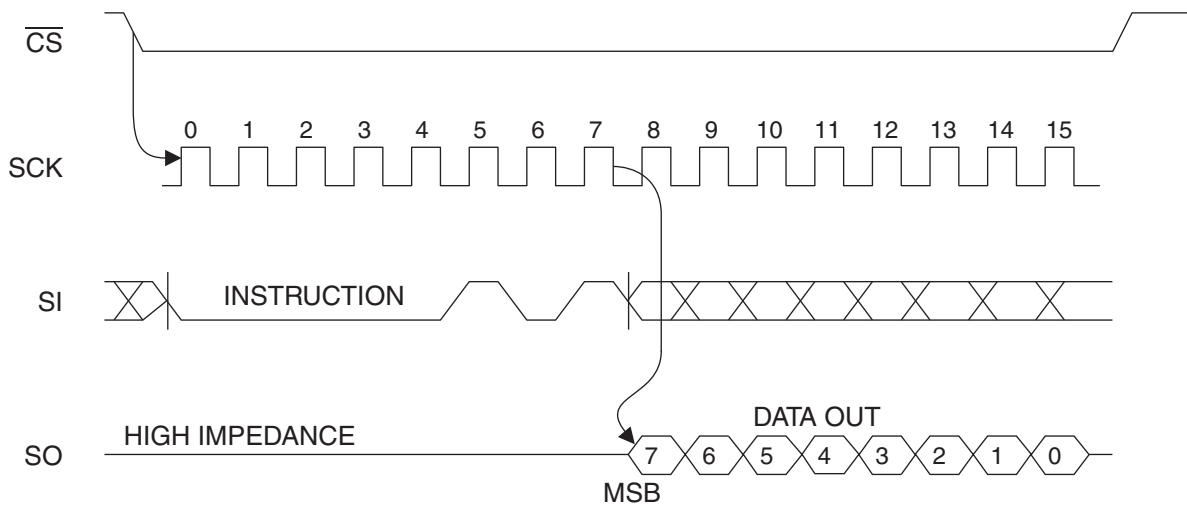 CS
0 1 2 3 4 5 6 7 8 9 10 11 12 13 14 15
SCK
SI
INSTRUCTION
HIGH IMPEDANCE
DATA OUT
SO
7 6 5 4 3 2 1 0
MSB